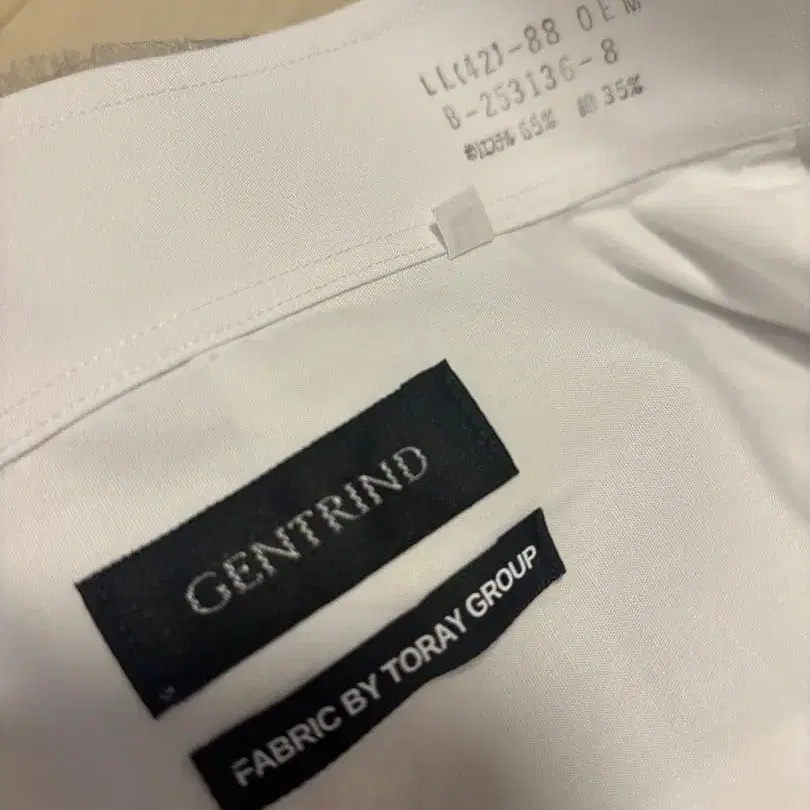 LL(42)-88 OEM
B-253136-8
ポリエステル 65% 綿 35%
GENTRIND
FABRIC BY TORAY GROUP